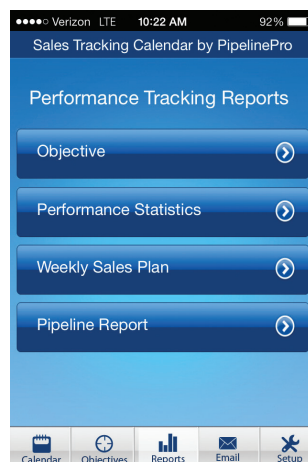 Verizon LTE 10:22 AM 92%
Sales Tracking Calendar by PipelinePro
Performance Tracking Reports
Objective
Performance Statistics
Weekly Sales Plan
Pipeline Report
Calendar Objectives Reports Email Setup